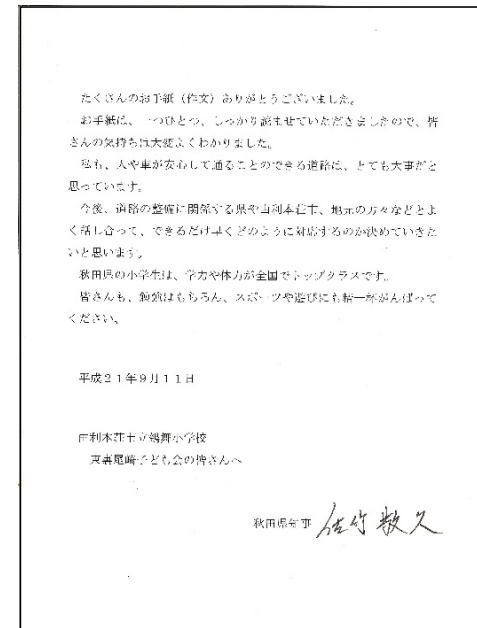 たくさんのお手紙（作文）ありがとうございました。
お手紙は、一つひとつ、しっかり読ませていただきましたので、皆
さんの気持ちは大変よくわかりました。
私も、人や車が安心して通ることのできる道路は、とても大事だと
思っています。
今後、道路の整備に関係する県や由利本荘市、地元の方々などとよ
く話し合って、できるだけ早くどのように対応するのか決めていきた
いと思います。
秋田県の小学生は、学力や体力が全国でトップクラスです。
皆さんも、勉強はもちろん、スポーツや遊びにも精一杯がんばって
ください。
平成２１年９月１１日
由利本荘市立鶴舞小学校
東裏尾崎子ども会の皆さんへ
秋田県知事 佐竹敬久